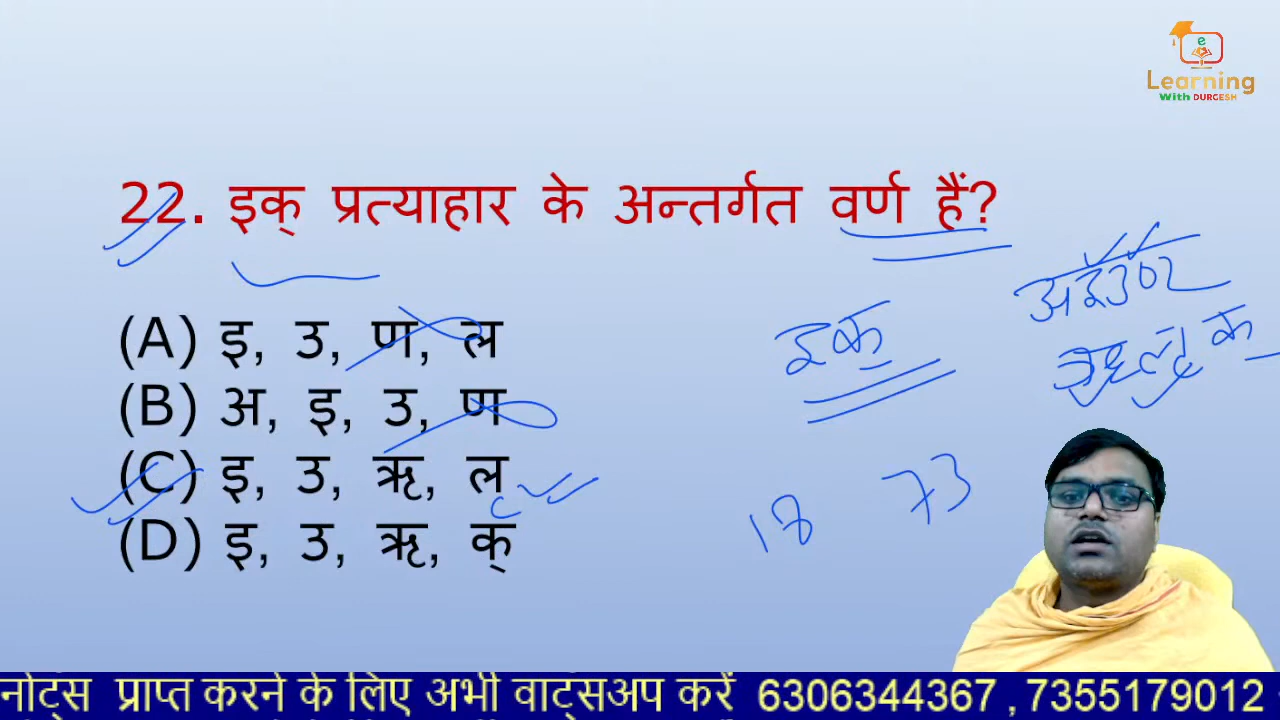 e
Learning
With DURGESH
22. इक् प्रत्याहार के अन्तर्गत वर्ण हैं?
(A) इ, उ, ण, ल
(B) अ, इ, उ, ण
(C) इ, उ, ऋ, ल
(D) इ, उ, ऋ, क्
इक
18 73
नोट्स प्राप्त करने के लिए अभी वाट्सअप करें 6306344367 , 7355179012